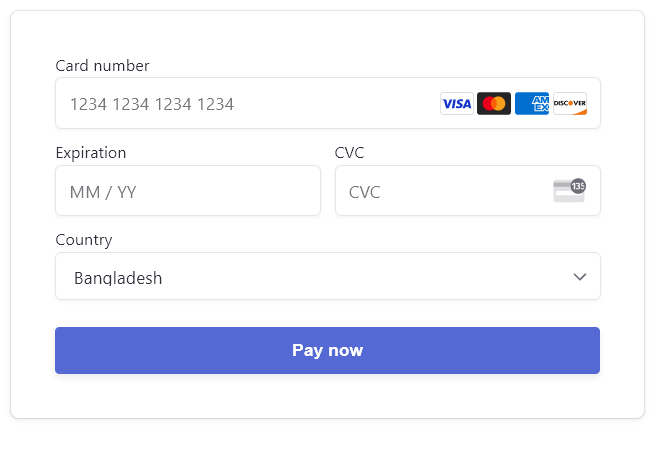 Card number
1234 1234 1234 1234 VISA AM EX DISCOVER
Expiration CVC
MM / YY CVC 135
Country
Bangladesh
Pay now